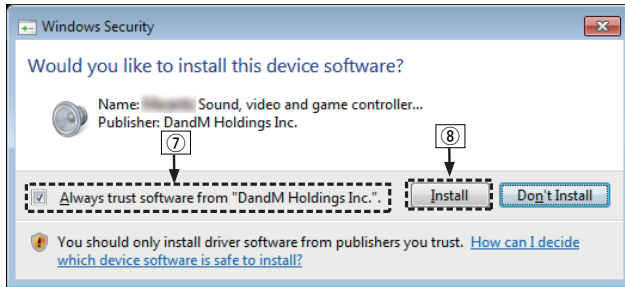 Windows Security
Would you like to install this device software?
Name: Sound, video and game controller...
Publisher: DandM Holdings Inc.
⑦
⑧
Always trust software from "DandM Holdings Inc.".
Install
Don't Install
You should only install driver software from publishers you trust. How can I decide
which device software is safe to install?